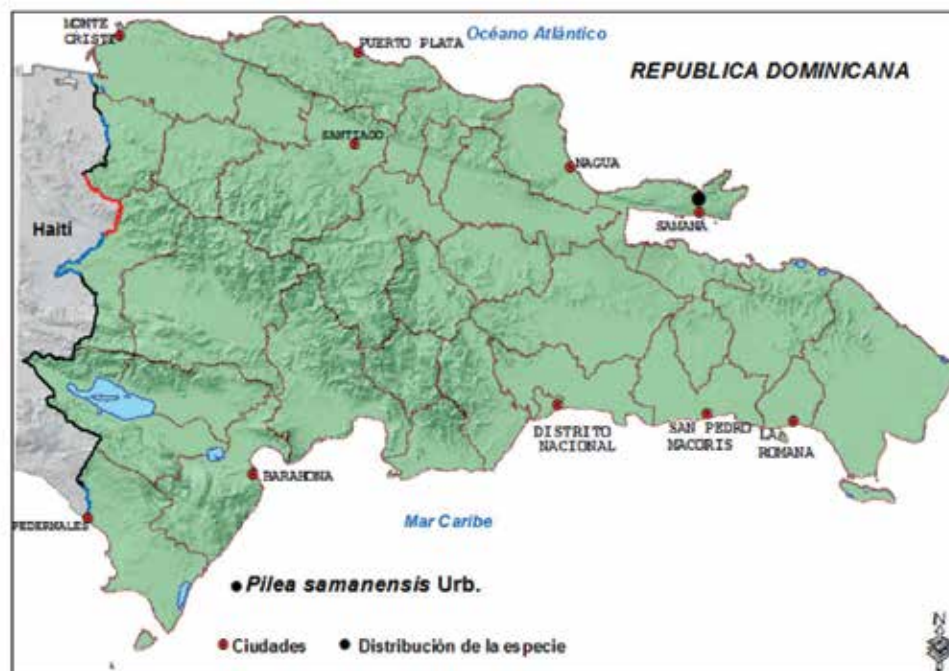 MONTE
CRISTI
Océano Atlántico
PUERTO PLATA
REPUBLICA DOMINICANA
SANTIAGO
NAGUA
SAMANÁ
Haití
DISTRITO
NACIONAL
SAN PEDRO
MACORIS
LA
ROMANA
BARAHONA
PEDERNALES
Mar Caribe
Pilea samanensis Urb.
Ciudades
Distribución de la especie
N